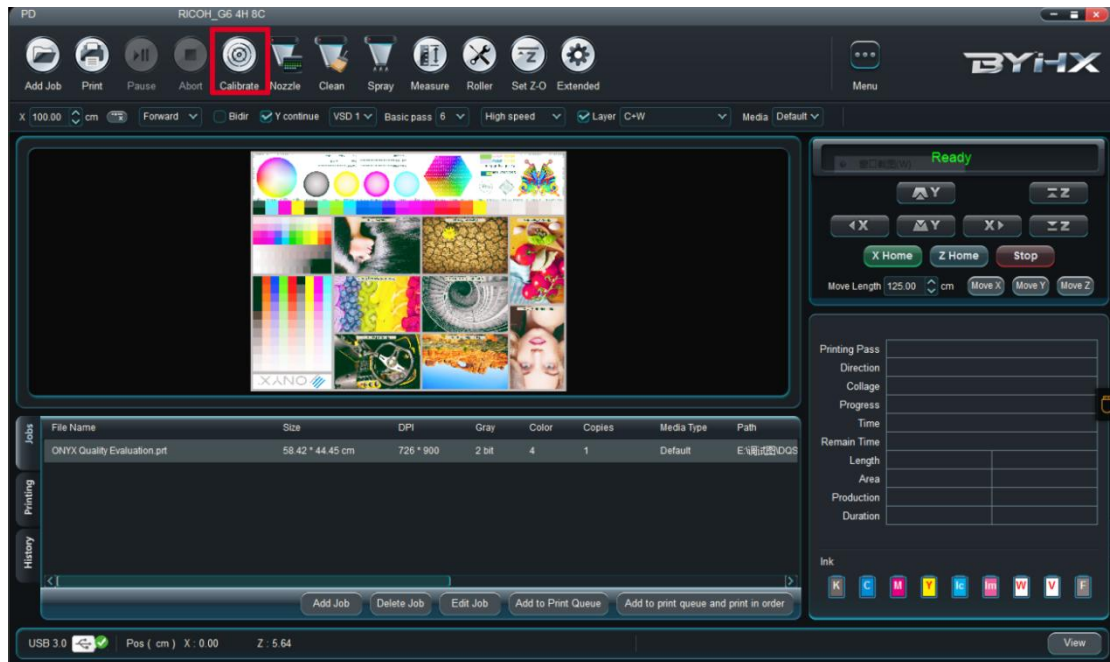 PD RICOH_G6 4H 8C
Add Job Print Pause Abort Calibrate Nozzle Clean Spray Measure Roller Set Z-O Extended Menu BYHX
X 100.00 cm Forward Bidir Y continue VSD 1 Basic pass 6 High speed Layer C+W Media Default
Ready
Y Z
X Y X Z
X Home Z Home Stop
Move Length 125.00 cm Move X Move Y Move Z
ONYX
Printing Pass
Direction
Collage
Progress
Time
Remain Time
Length
Area
Production
Duration
Jobs
Printing
History
File Name Size DPI Gray Color Copies Media Type Path
ONYX Quality Evaluation.prt 58.42 * 44.45 cm 726 * 900 2 bit 4 1 Default E:\调试图\DQS
Add Job Delete Job Edit Job Add to Print Queue Add to print queue and print in order
Ink
K C M Y lc lm W V F
USB 3.0 Pos ( cm ) X : 0.00 Z : 5.64 View